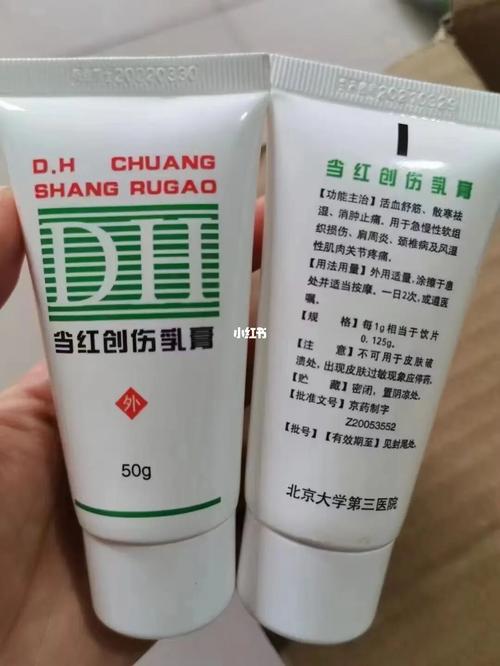 D.H CHUANG
SHANG RUGAO
DH
当红创伤乳膏
外
50g
小红书
当红创伤乳膏
【功能主治】活血舒筋、散寒祛
湿、消肿止痛。用于急慢性软组
织损伤、肩周炎、颈椎病及风湿
性肌肉关节疼痛。
【用法用量】外用适量,涂擦于患
处并适当按摩。一日2次,或遵医
嘱。
【规 格】每1g相当于饮片
0.125g。
【注 意】不可用于皮肤破
溃处,出现皮肤过敏现象应停药。
【贮 藏】密闭,置阴凉处。
【批准文号】京药制字
Z20053552
【批号】【有效期至】见封尾处。
北京大学第三医院